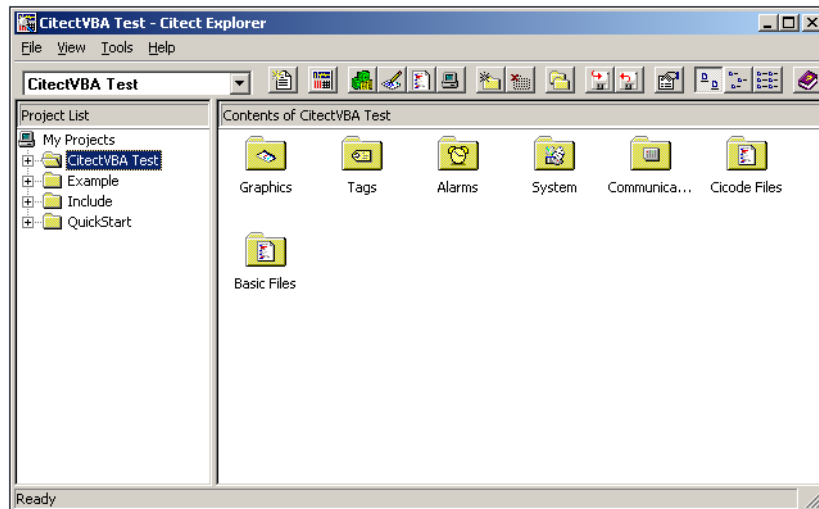 CitectVBA Test - Citect Explorer
File View Tools Help
CitectVBA Test
Project List
Contents of CitectVBA Test
My Projects
CitectVBA Test
Example
Include
QuickStart
Graphics Tags Alarms System Communica... Cicode Files
Basic Files
Ready